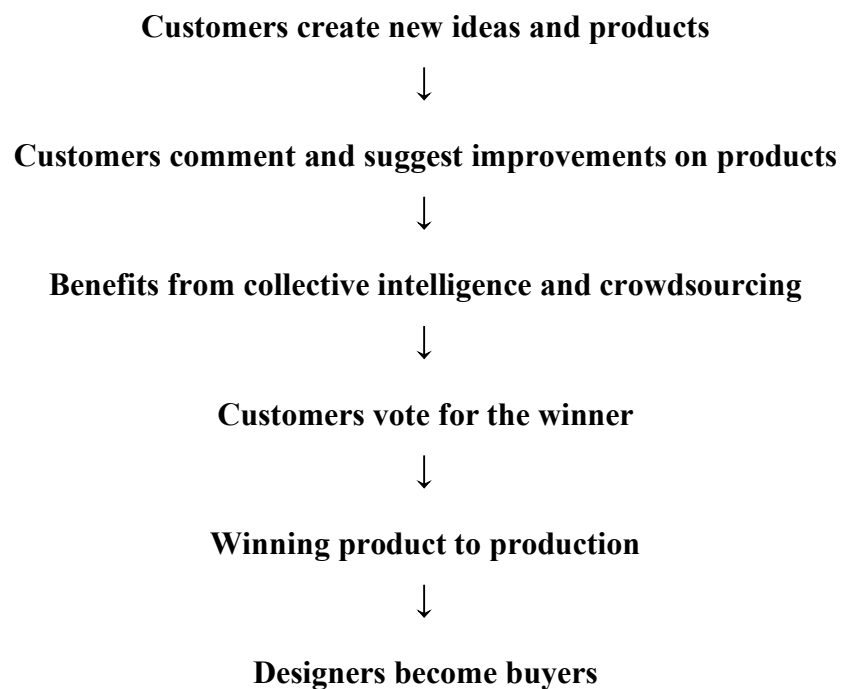 Customers create new ideas and products
↓
Customers comment and suggest improvements on products
↓
Benefits from collective intelligence and crowdsourcing
↓
Customers vote for the winner
↓
Winning product to production
↓
Designers become buyers